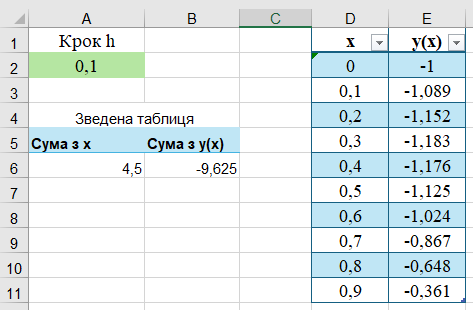 A B C D E
1 Крок h x y(x)
2 0,1 0 -1
3 0,1 -1,089
4 Зведена таблиця 0,2 -1,152
5 Сума з x Сума з y(x) 0,3 -1,183
6 4,5 -9,625 0,4 -1,176
7 0,5 -1,125
8 0,6 -1,024
9 0,7 -0,867
10 0,8 -0,648
11 0,9 -0,361